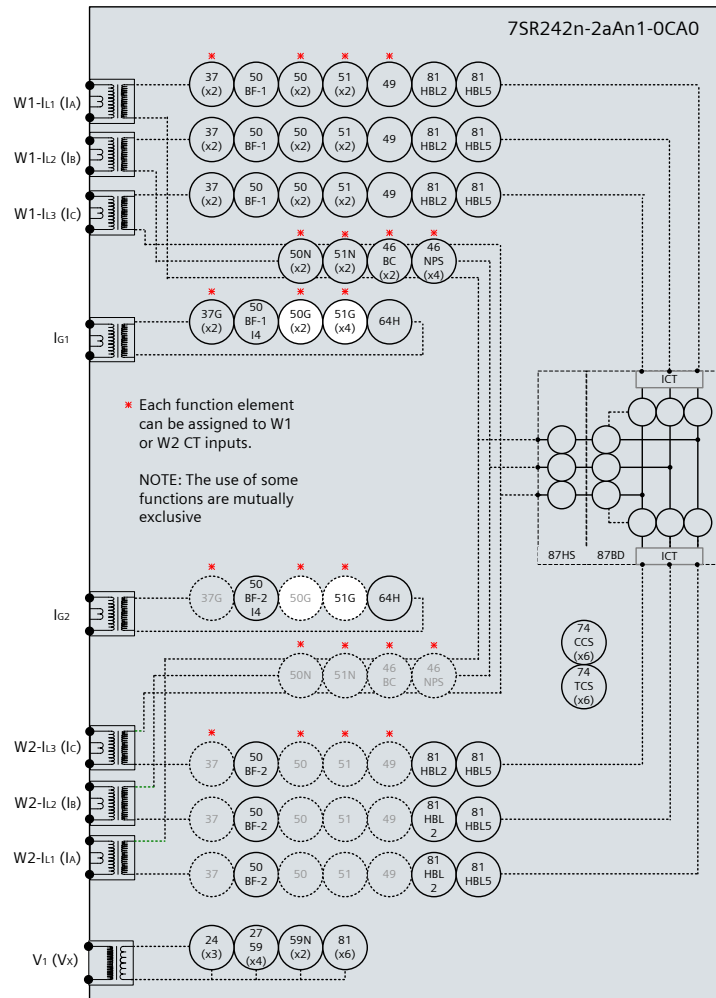 7SR242n-2aAn1-0CA0
* * * *
W1-IL1 (IA)
37 (x2) 50 BF-1 50 (x2) 51 (x2) 49 81 HBL2 81 HBL5
W1-IL2 (IB)
37 (x2) 50 BF-1 50 (x2) 51 (x2) 49 81 HBL2 81 HBL5
W1-IL3 (IC)
37 (x2) 50 BF-1 50 (x2) 51 (x2) 49 81 HBL2 81 HBL5
* * * *
50N (x2) 51N (x2) 46 BC (x2) 46 NPS (x4)
* * *
IG1
37G (x2) 50 BF-1 I4 50G (x2) 51G (x4) 64H
ICT
* Each function element
can be assigned to W1
or W2 CT inputs.
NOTE: The use of some
functions are mutually
exclusive
87HS 87BD ICT
* * *
IG2
37G 50 BF-2 I4 50G 51G 64H
74 CCS (x6)
74 TCS (x6)
* * * *
50N 51N 46 BC 46 NPS
* * * *
W2-IL3 (IC)
37 50 BF-2 50 51 49 81 HBL2 81 HBL5
W2-IL2 (IB)
37 50 BF-2 50 51 49 81 HBL 2 81 HBL5
W2-IL1 (IA)
37 50 BF-2 50 51 49 81 HBL 2 81 HBL5
V1 (VX)
24 (x3) 27 59 (x4) 59N (x2) 81 (x6)